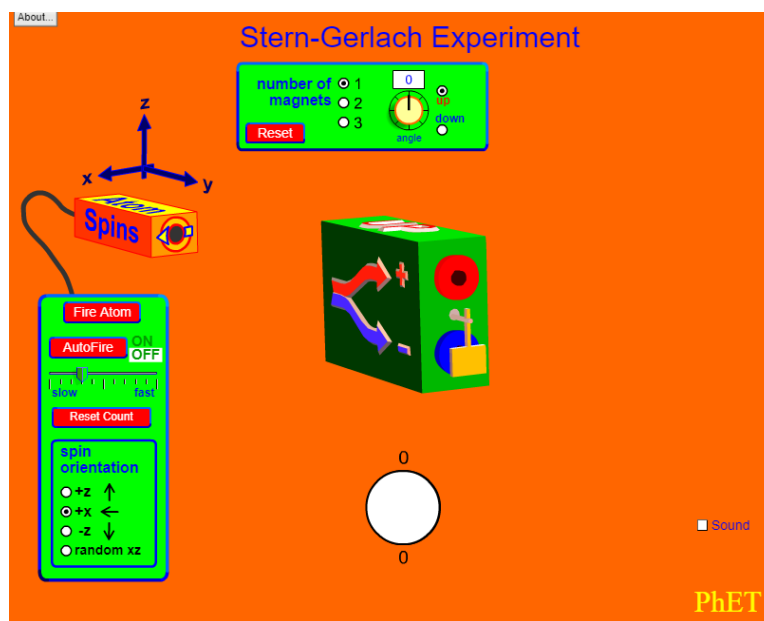 About...
Stern-Gerlach Experiment
number of
magnets
1
2
3
0
up
down
angle
Reset
z
x
y
Atom
Spins
+
-
Fire Atom
AutoFire
ON
OFF
slow
fast
Reset Count
spin
orientation
+z ↑
+x ←
-z ↓
random xz
0
0
Sound
PhET